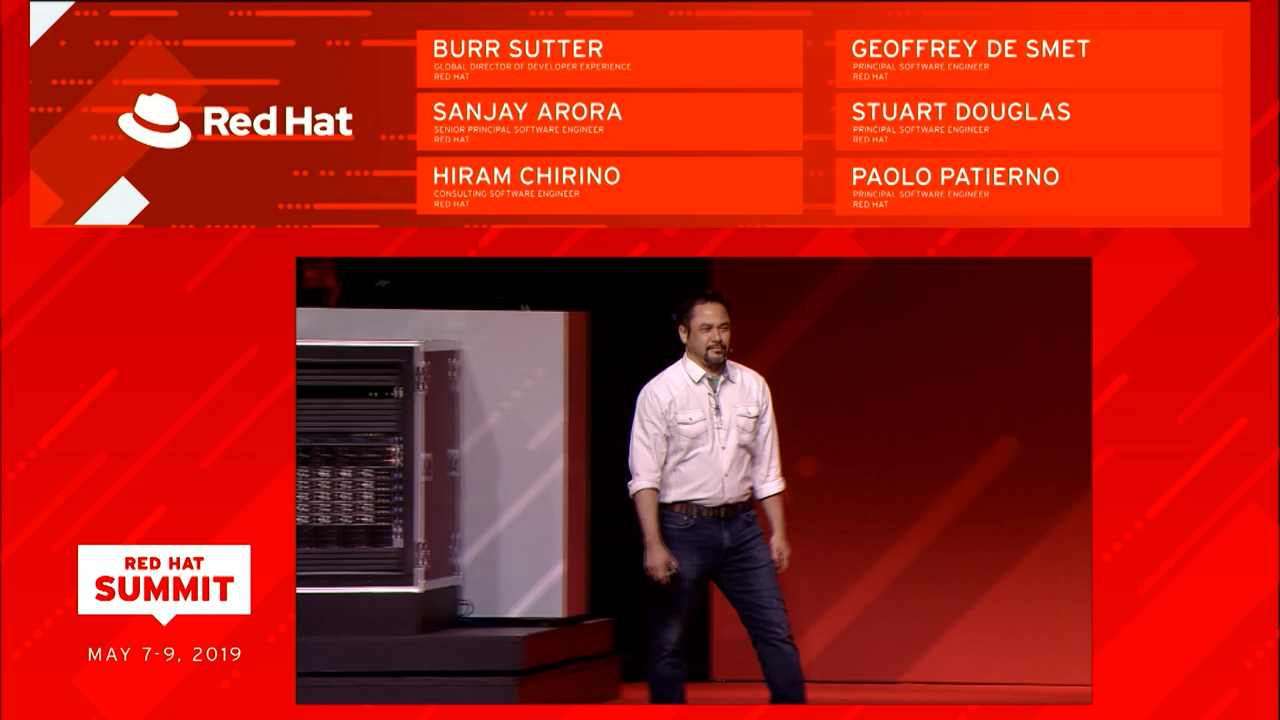 Red Hat
BURR SUTTER
GLOBAL DIRECTOR OF DEVELOPER EXPERIENCE
RED HAT
SANJAY ARORA
SENIOR PRINCIPAL SOFTWARE ENGINEER
RED HAT
HIRAM CHIRINO
CONSULTING SOFTWARE ENGINEER
RED HAT
GEOFFREY DE SMET
PRINCIPAL SOFTWARE ENGINEER
RED HAT
STUART DOUGLAS
PRINCIPAL SOFTWARE ENGINEER
RED HAT
PAOLO PATIERNO
PRINCIPAL SOFTWARE ENGINEER
RED HAT
RED HAT
SUMMIT
MAY 7-9, 2019